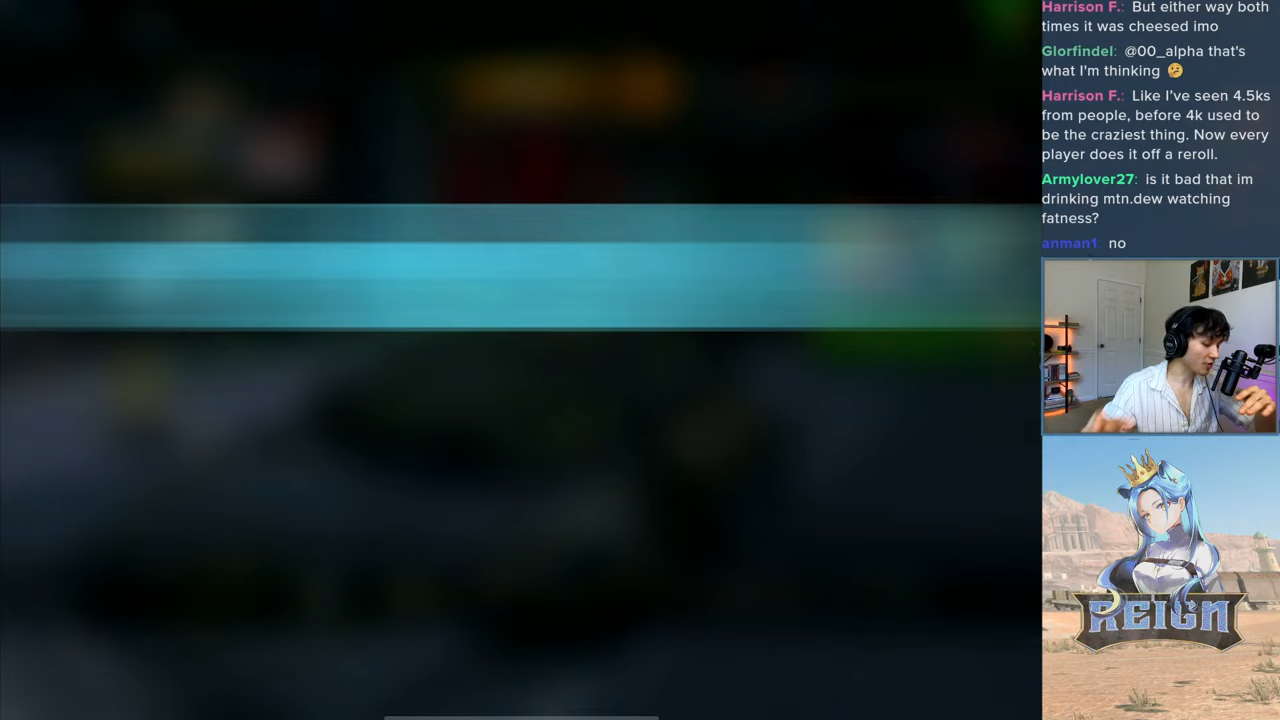 Harrison F.: But either way both
times it was cheesed imo
Glorfindel: @00_alpha that's
what I'm thinking 🤔
Harrison F.: Like I've seen 4.5ks
from people, before 4k used to
be the craziest thing. Now every
player does it off a reroll.
Armylover27: is it bad that im
drinking mtn.dew watching
fatness?
anman1: no
REIGN